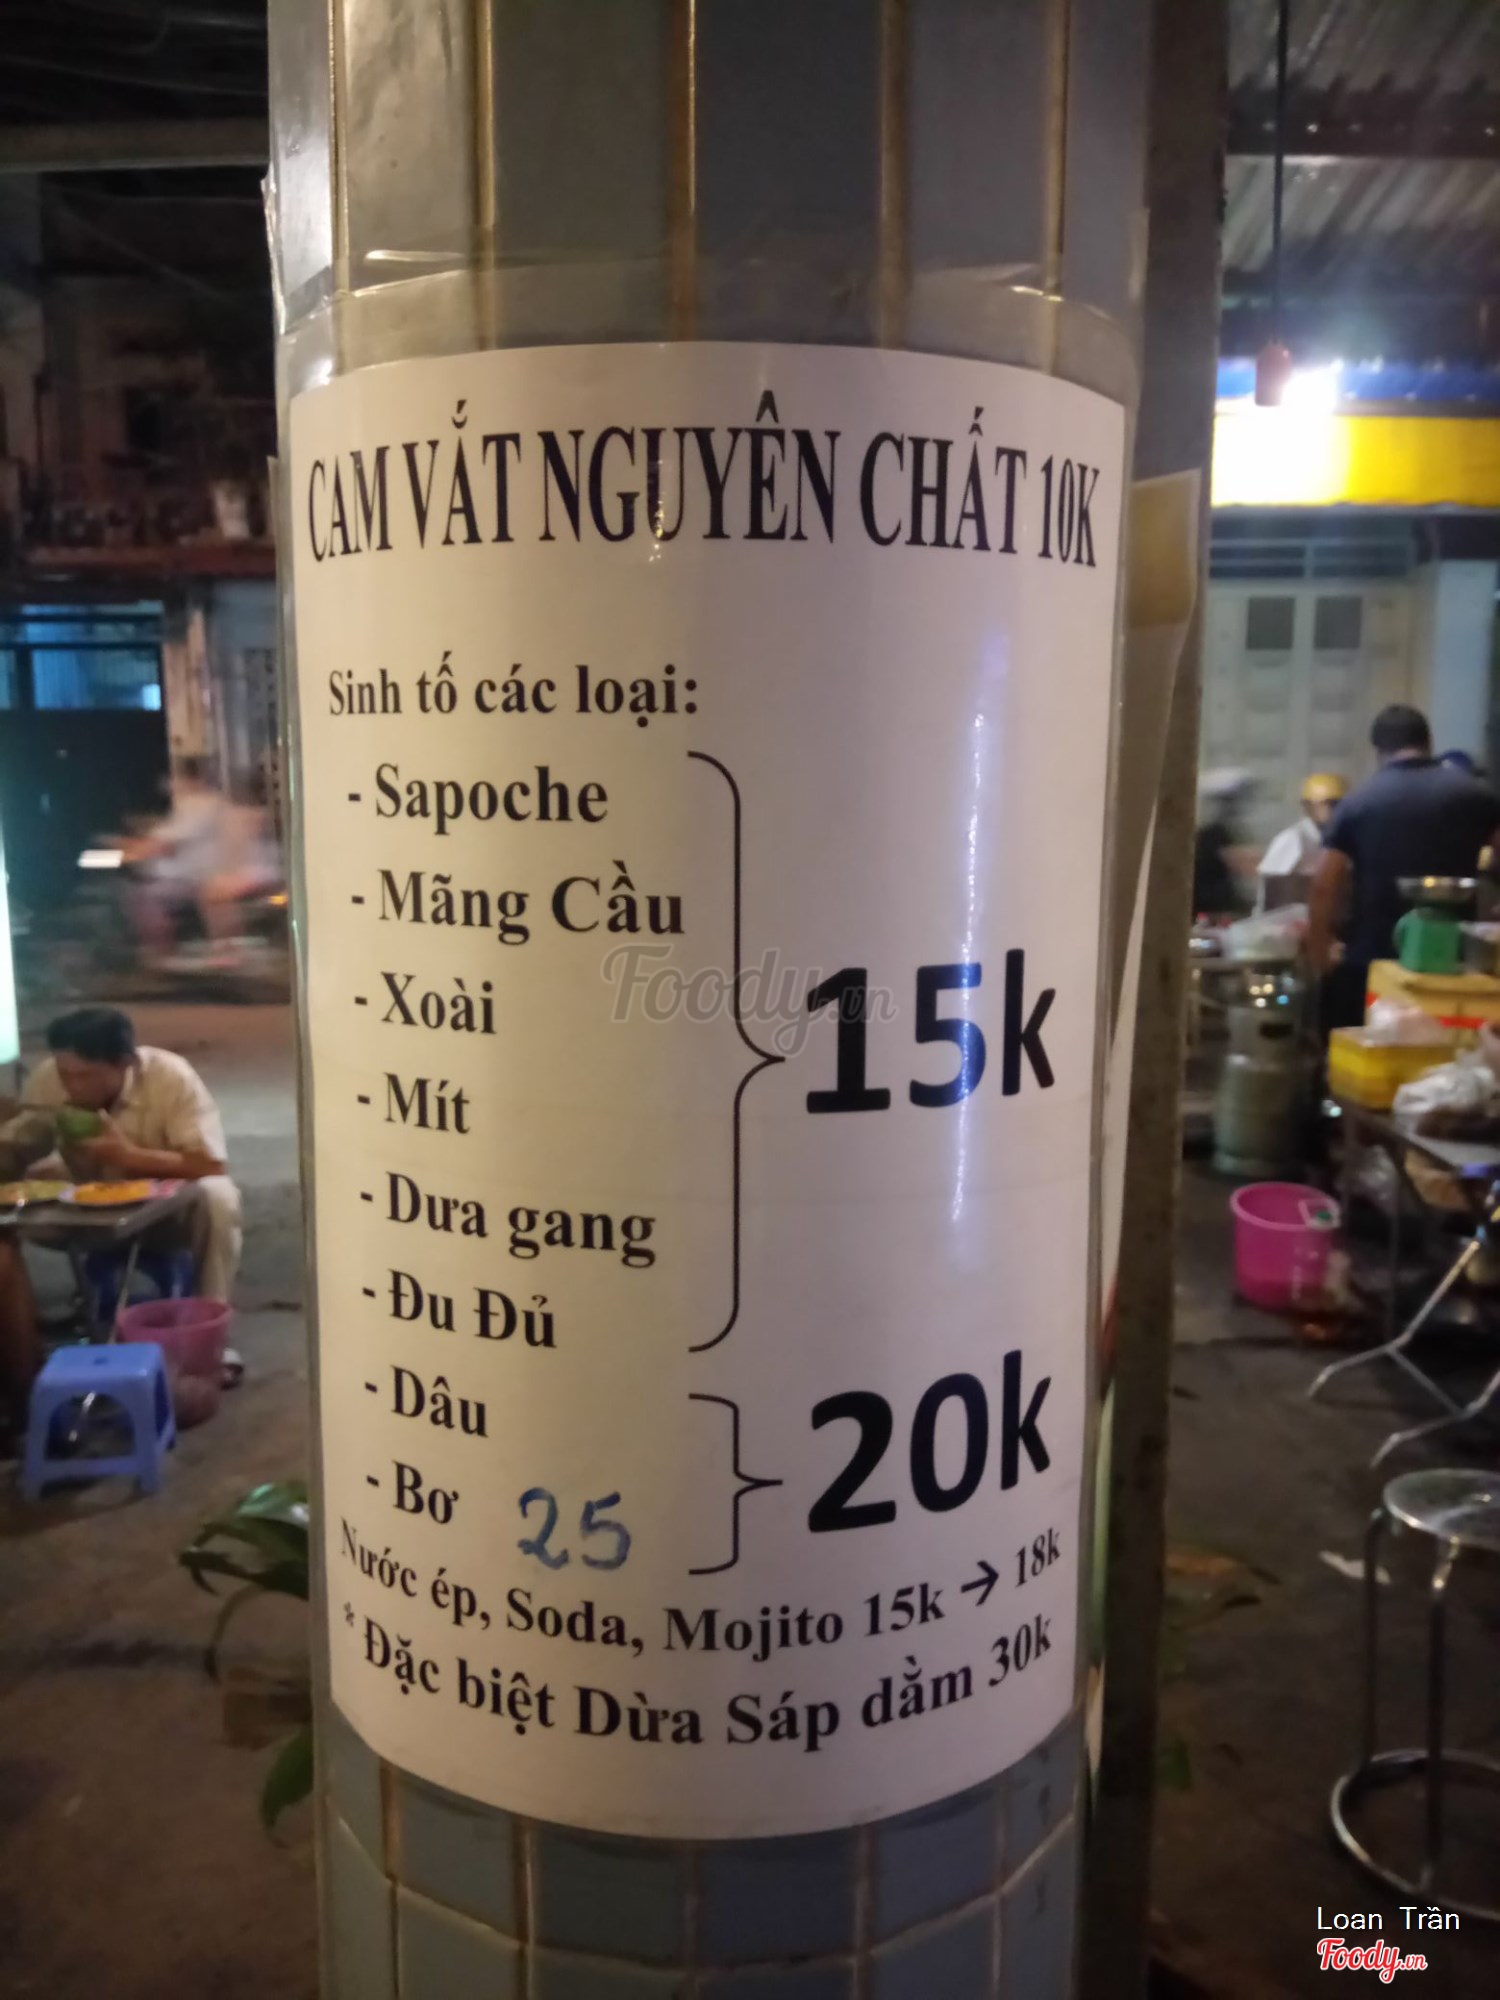 CAM VẮT NGUYÊN CHẤT 10K
Sinh tố các loại:
- Sapoche
- Mãng Cầu
- Xoài
- Mít
- Dưa gang
- Đu Đủ
15k
- Dâu
- Bơ 25
20k
Nước ép, Soda, Mojito 15k → 18k
* Đặc biệt Dừa Sáp dằm 30k
Foody.vn
Loan Trần
Foody.vn